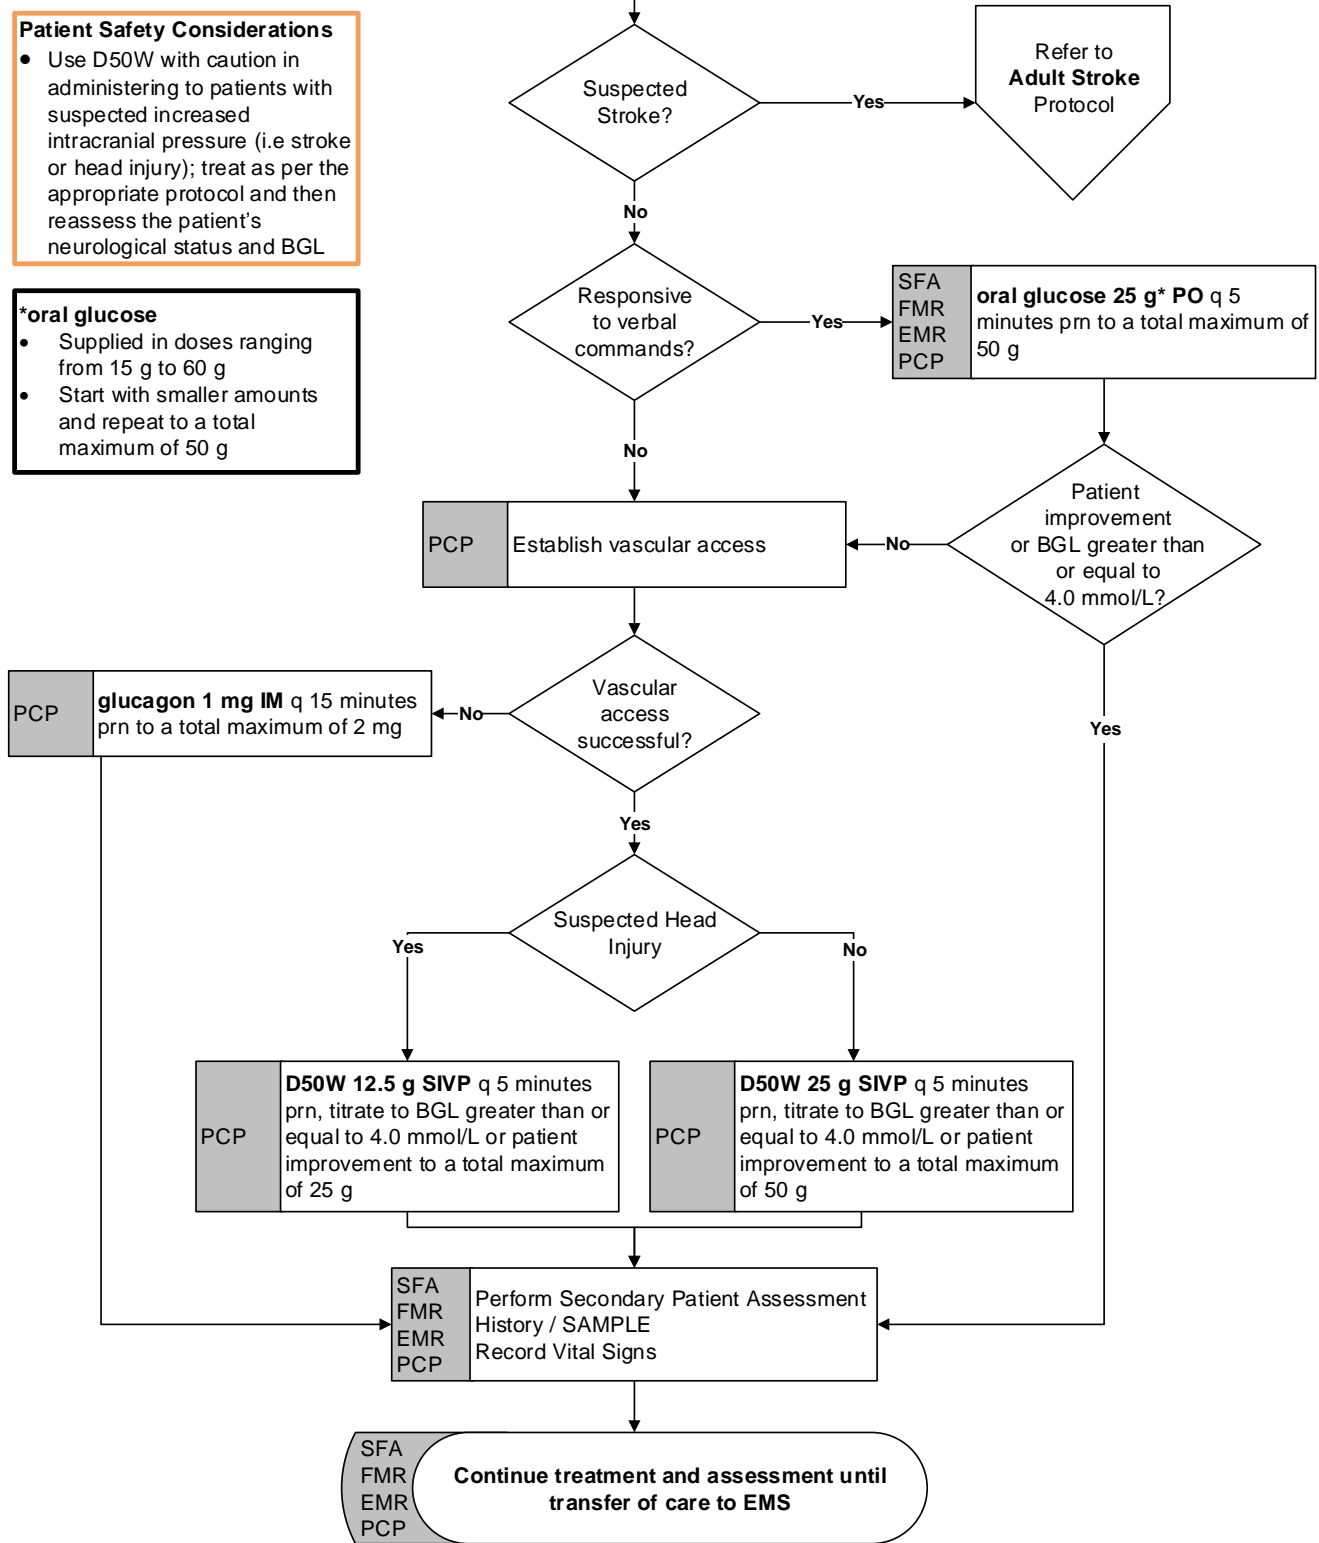 Patient Safety Considerations
• Use D50W with caution in
administering to patients with
suspected increased
intracranial pressure (i.e stroke
or head injury); treat as per the
appropriate protocol and then
reassess the patient's
neurological status and BGL
*oral glucose
• Supplied in doses ranging
from 15 g to 60 g
• Start with smaller amounts
and repeat to a total
maximum of 50 g
Suspected
Stroke?
Yes
Refer to
Adult Stroke
Protocol
No
Responsive
to verbal
commands?
Yes
SFA
FMR
EMR
PCP
oral glucose 25 g* PO q 5
minutes prn to a total maximum of
50 g
No
Patient
improvement
or BGL greater than
or equal to
4.0 mmol/L?
No
Yes
PCP
Establish vascular access
Vascular
access
successful?
No
PCP
glucagon 1 mg IM q 15 minutes
prn to a total maximum of 2 mg
Yes
Suspected Head
Injury
Yes
No
PCP
D50W 12.5 g SIVP q 5 minutes
prn, titrate to BGL greater than or
equal to 4.0 mmol/L or patient
improvement to a total maximum
of 25 g
PCP
D50W 25 g SIVP q 5 minutes
prn, titrate to BGL greater than or
equal to 4.0 mmol/L or patient
improvement to a total maximum
of 50 g
SFA
FMR
EMR
PCP
Perform Secondary Patient Assessment
History / SAMPLE
Record Vital Signs
SFA
FMR
EMR
PCP
Continue treatment and assessment until
transfer of care to EMS